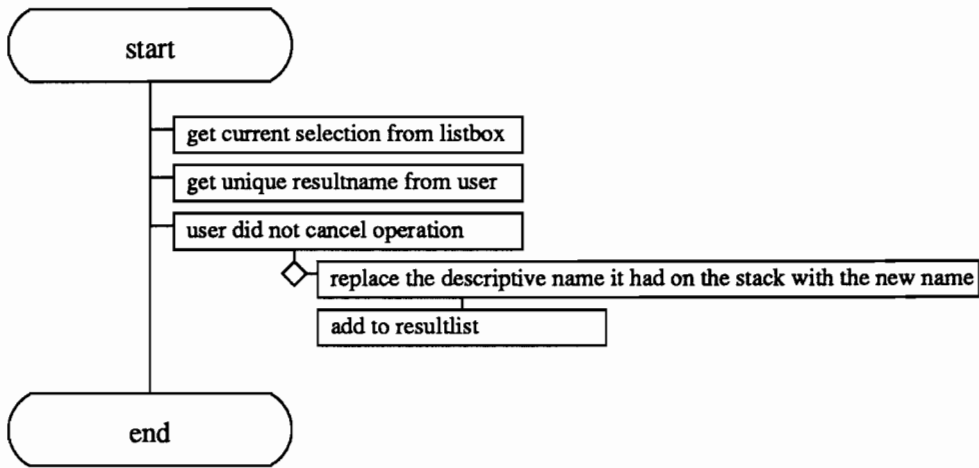 start
get current selection from listbox
get unique resultname from user
user did not cancel operation
replace the descriptive name it had on the stack with the new name
add to resultlist
end